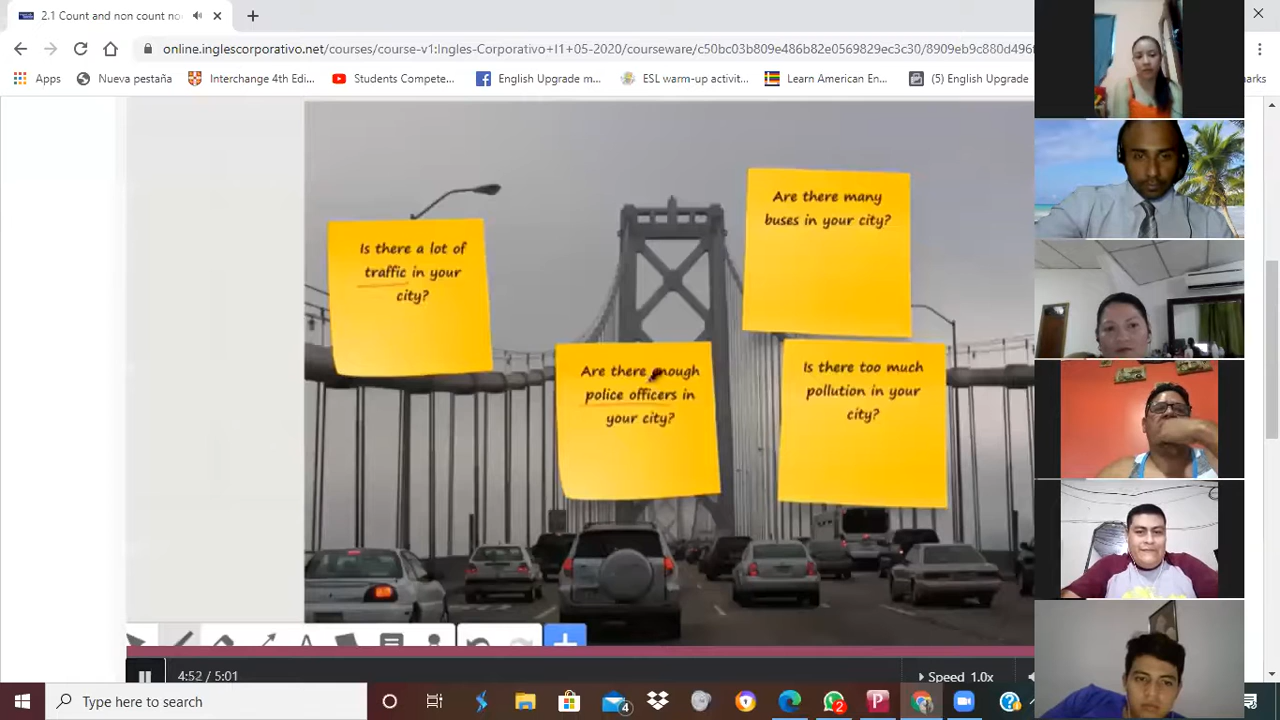 2.1 Count and non count no
online.inglescorporativo.net/courses/course-v1:Ingles-Corporativo+I1+05-2020/courseware/c50bc03b809e486b82e0569829ec3c30/8909eb9c880d496
Apps
Nueva pestaña
Interchange 4th Edi...
Students Compete...
English Upgrade m...
ESL warm-up activit...
Learn American En...
(5) English Upgrade
Is there a lot of
traffic in your
city?
Are there many
buses in your city?
Are there enough
police officers in
your city?
Is there too much
pollution in your
city?
4:52 / 5:01
Speed 1.0x
Type here to search
4
2